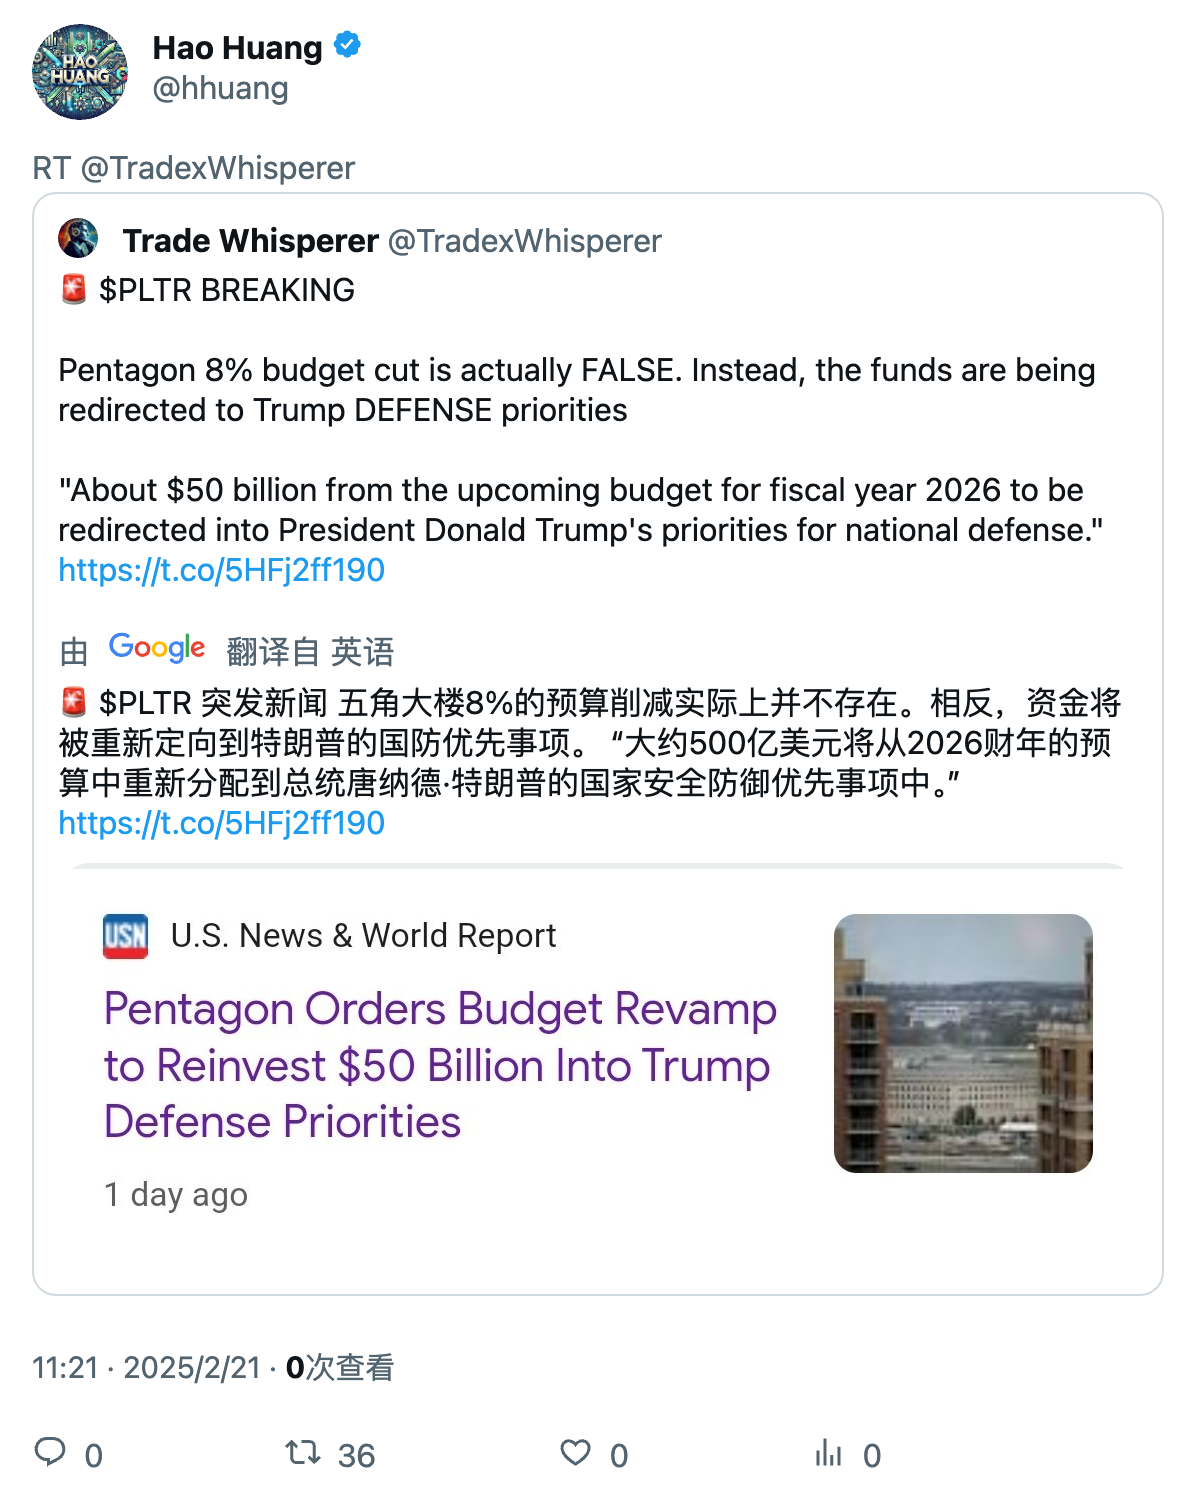 HAO
HUANG
Hao Huang
@hhuang
RT @TradexWhisperer
Trade Whisperer @TradexWhisperer
🚨 $PLTR BREAKING
Pentagon 8% budget cut is actually FALSE. Instead, the funds are being
redirected to Trump DEFENSE priorities
"About $50 billion from the upcoming budget for fiscal year 2026 to be
redirected into President Donald Trump's priorities for national defense."
https://t.co/5HFj2ff190
由 Google 翻译自 英语
🚨 $PLTR 突发新闻 五角大楼8%的预算削减实际上并不存在。相反，资金将
被重新定向到特朗普的国防优先事项。 “大约500亿美元将从2026财年的预
算中重新分配到总统唐纳德·特朗普的国家安全防御优先事项中。”
https://t.co/5HFj2ff190
USN U.S. News & World Report
Pentagon Orders Budget Revamp
to Reinvest $50 Billion Into Trump
Defense Priorities
1 day ago
11:21 · 2025/2/21 · 0次查看
0 36 0 0